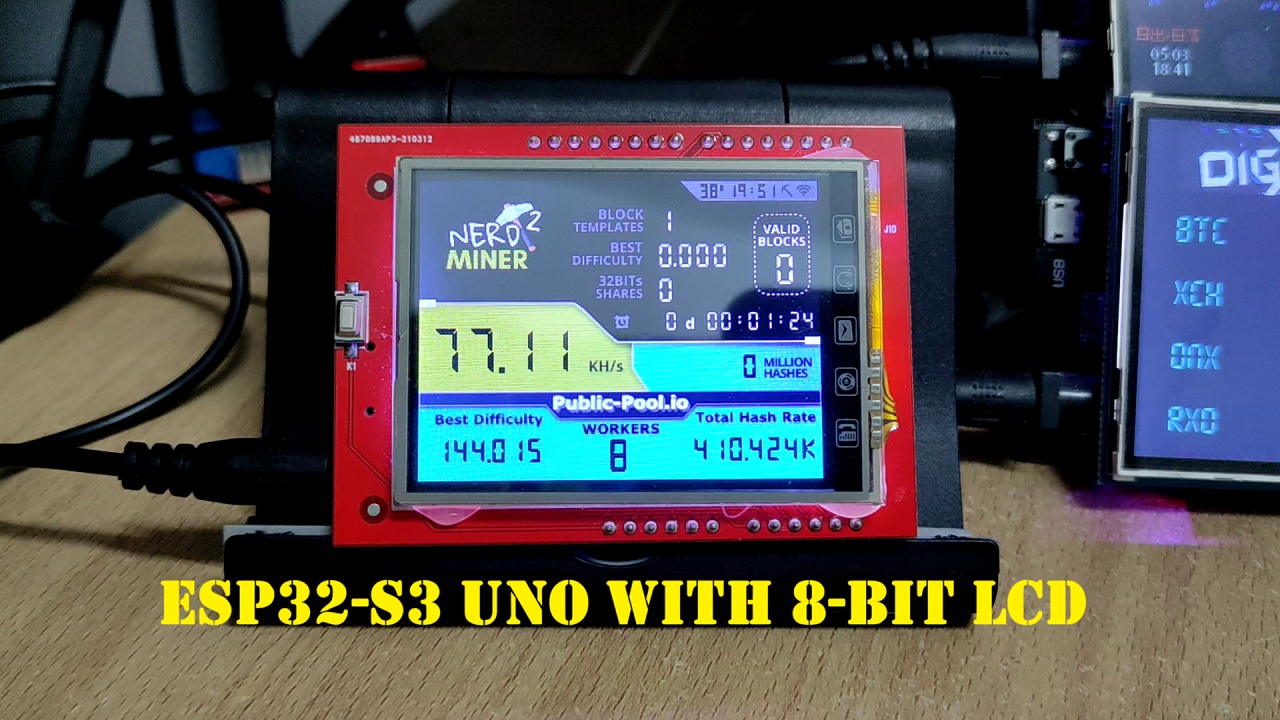 4B7089AP3-210312
38° 19:51
NERD 2
MINER
BLOCK
TEMPLATES 1
BEST
DIFFICULTY 0.000
32BITs
SHARES 0
VALID
BLOCKS
0
0 d 00:01:24
77.11 KH/s
0 MILLION
HASHES
Public-Pool.io
Best Difficulty
144.015
WORKERS
8
Total Hash Rate
410.424K
K1
J10
USB
05/03
18:41
DIG
BTC
XCH
RXD
ESP32-S3 UNO WITH 8-BIT LCD